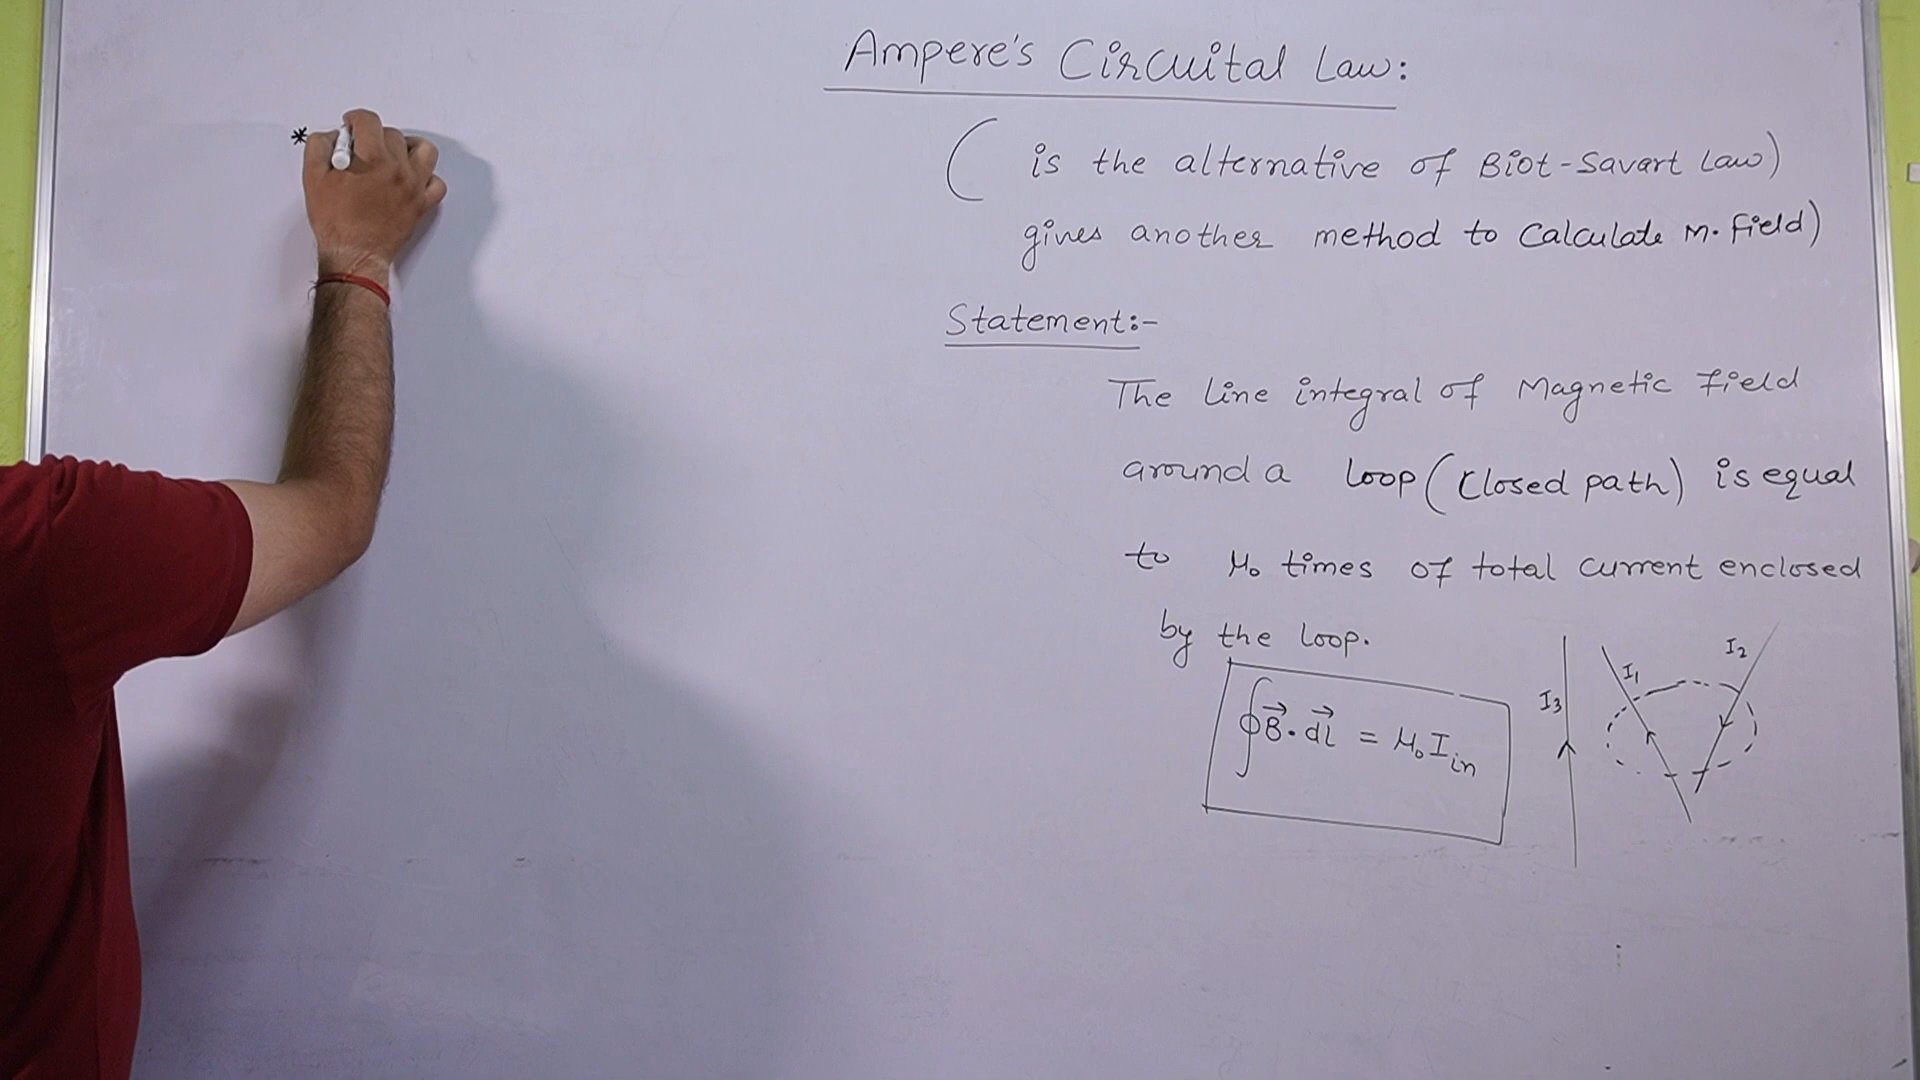 Ampere's Circuital Law:
*
( is the alternative of Biot-Savart Law)
gives another method to Calculate m. field)
Statement:-
The line integral of Magnetic field
around a loop (Closed path) is equal
to μ₀ times of total current enclosed
by the loop.
∮B⃗·dl⃗ = μ₀I_in
I₃
I₁
I₂